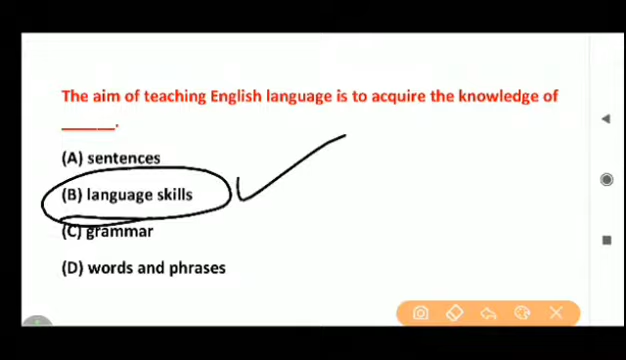 The aim of teaching English language is to acquire the knowledge of
______.
(A) sentences
(B) language skills
(C) grammar
(D) words and phrases